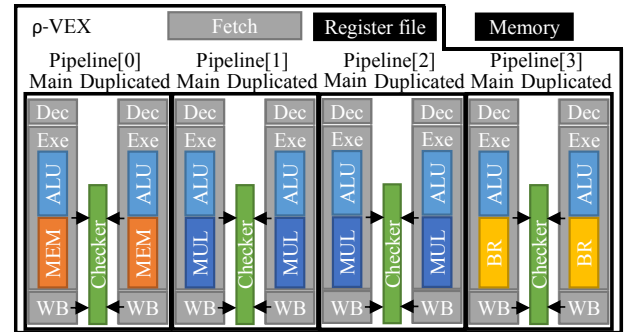 ρ-VEX Fetch Register file Memory
Pipeline[0] Pipeline[1] Pipeline[2] Pipeline[3]
Main Duplicated Main Duplicated Main Duplicated Main Duplicated
Dec Dec Dec Dec Dec Dec Dec Dec
Exe Exe Exe Exe Exe Exe Exe Exe
ALU ALU ALU ALU ALU ALU ALU ALU
MEM Checker MEM MUL Checker MUL MUL Checker MUL BR Checker BR
WB WB WB WB WB WB WB WB